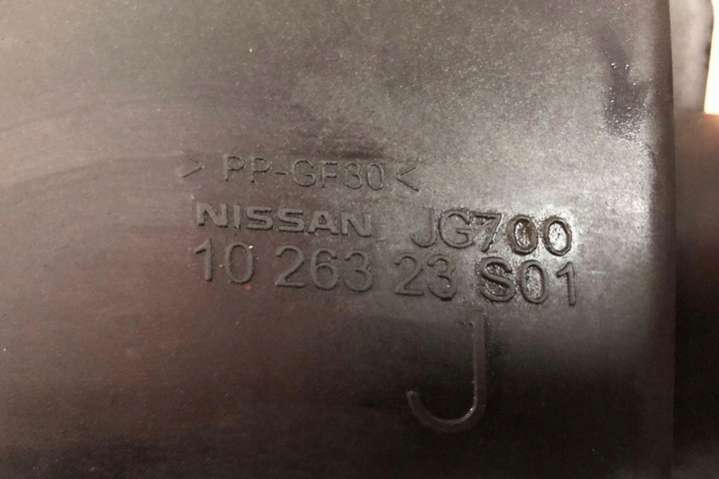 > PP-GF30 <
NISSAN JG700
10 263 23 S01
J